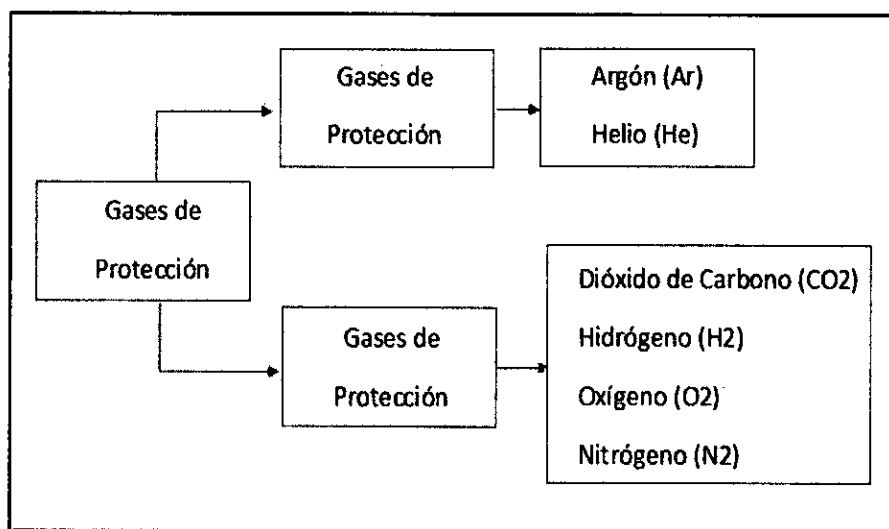 Gases de
Protección
Argón (Ar)
Helio (He)
Gases de
Protección
Gases de
Protección
Dióxido de Carbono (CO2)
Hidrógeno (H2)
Oxígeno (O2)
Nitrógeno (N2)